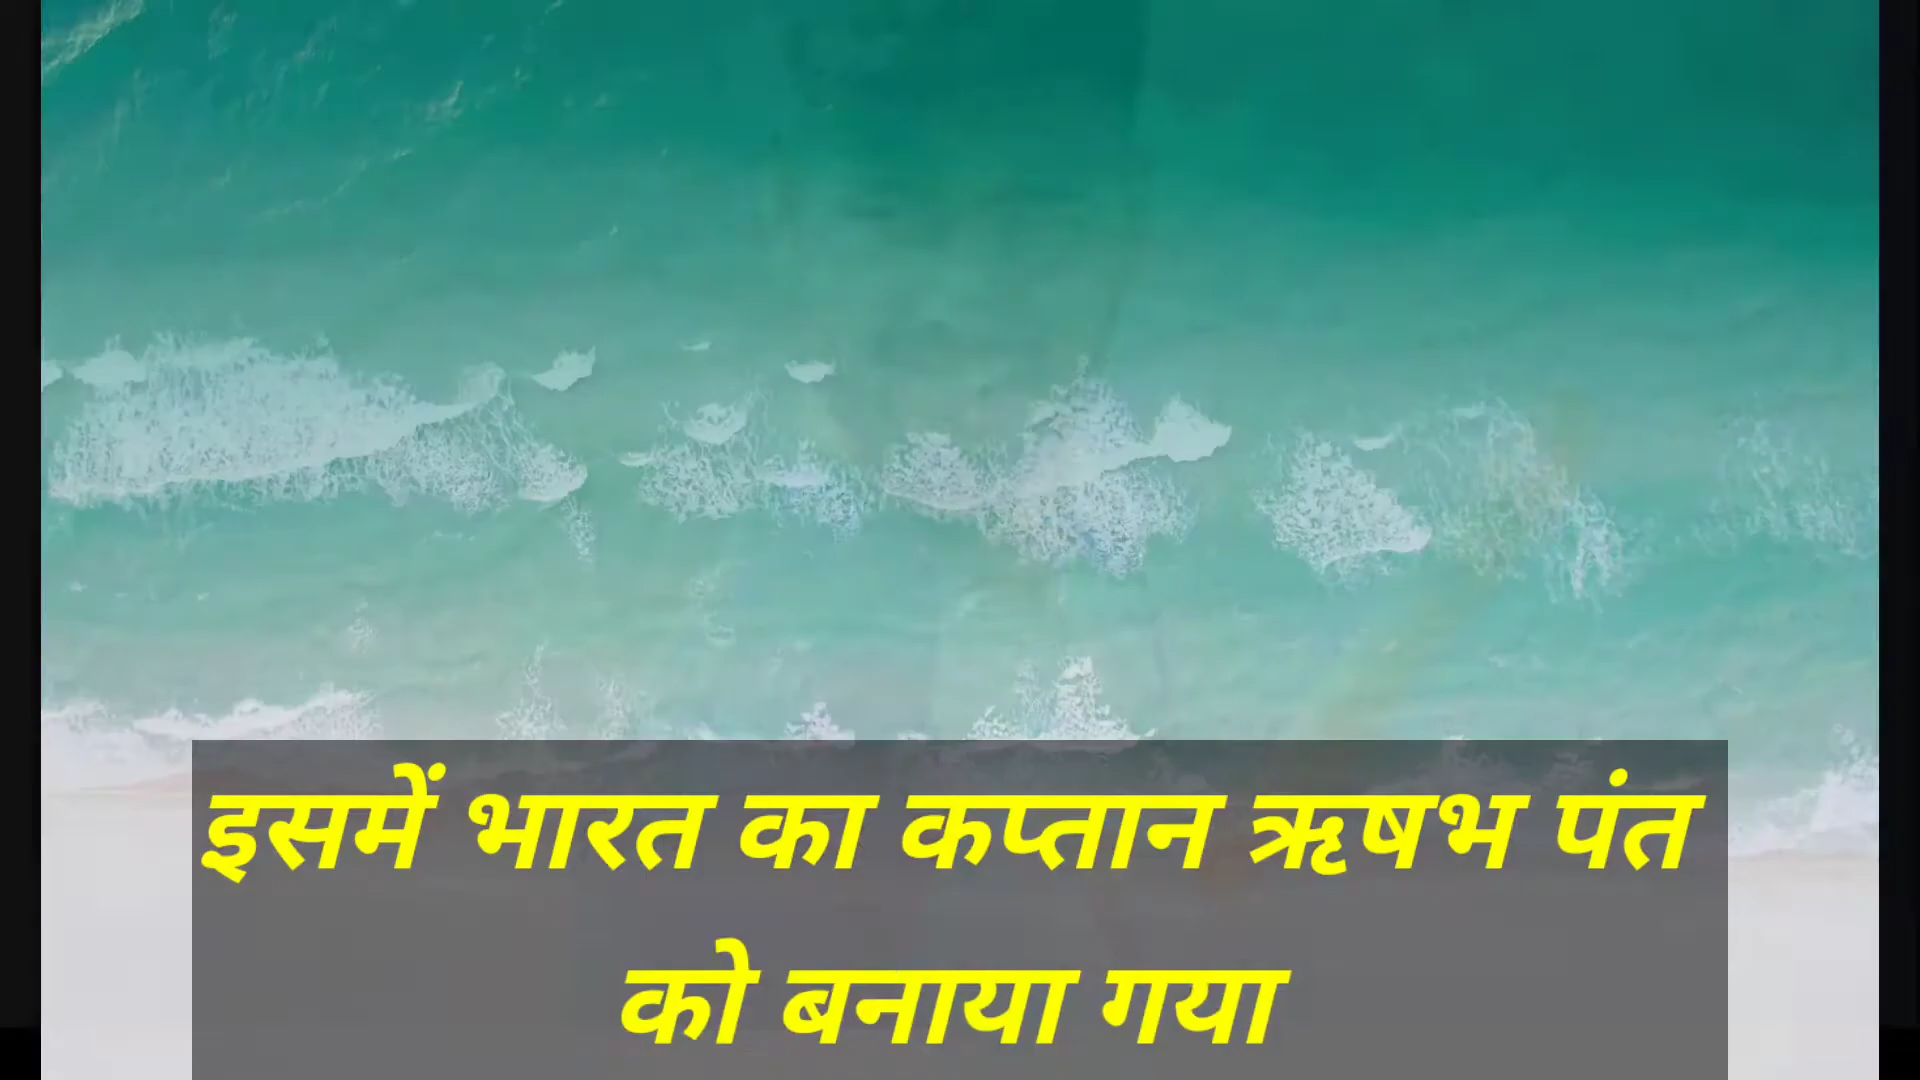 इसमें भारत का कप्तान ऋषभ पंत
को बनाया गया